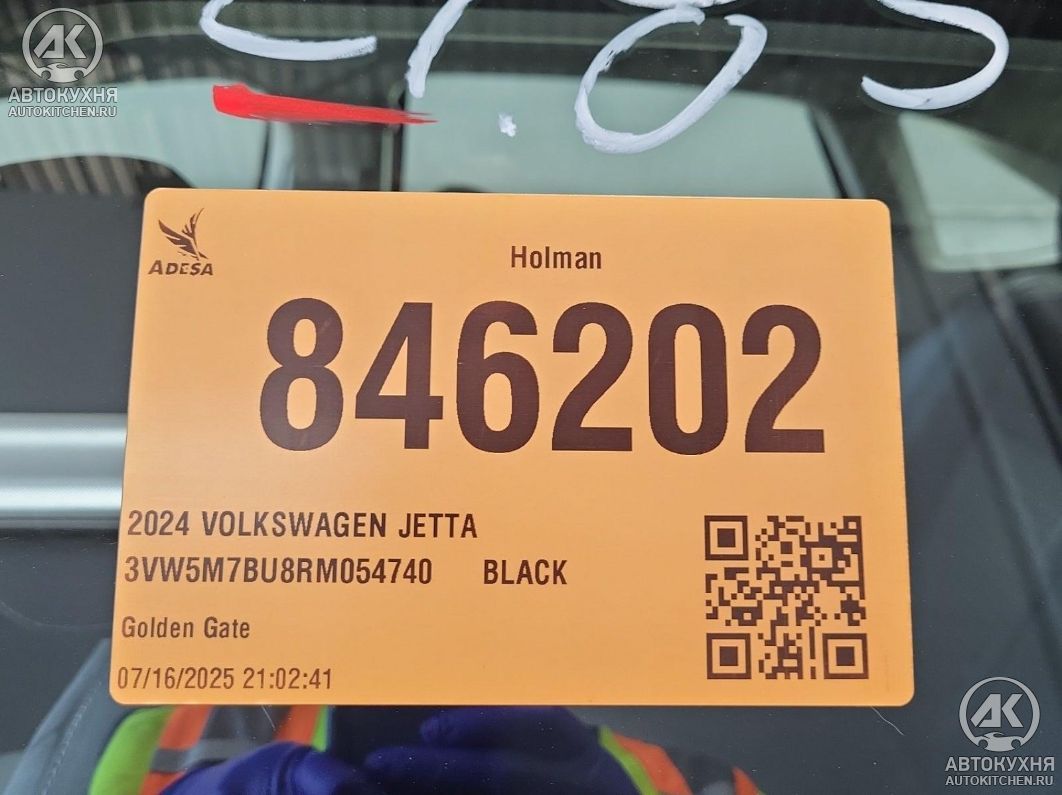 АВТОКУХНЯ
AUTOKITCHEN.RU
ADESA
Holman
846202
2024 VOLKSWAGEN JETTA
3VW5M7BU8RM054740 BLACK
Golden Gate
07/16/2025 21:02:41
АК
АВТОКУХНЯ
AUTOKITCHEN.RU